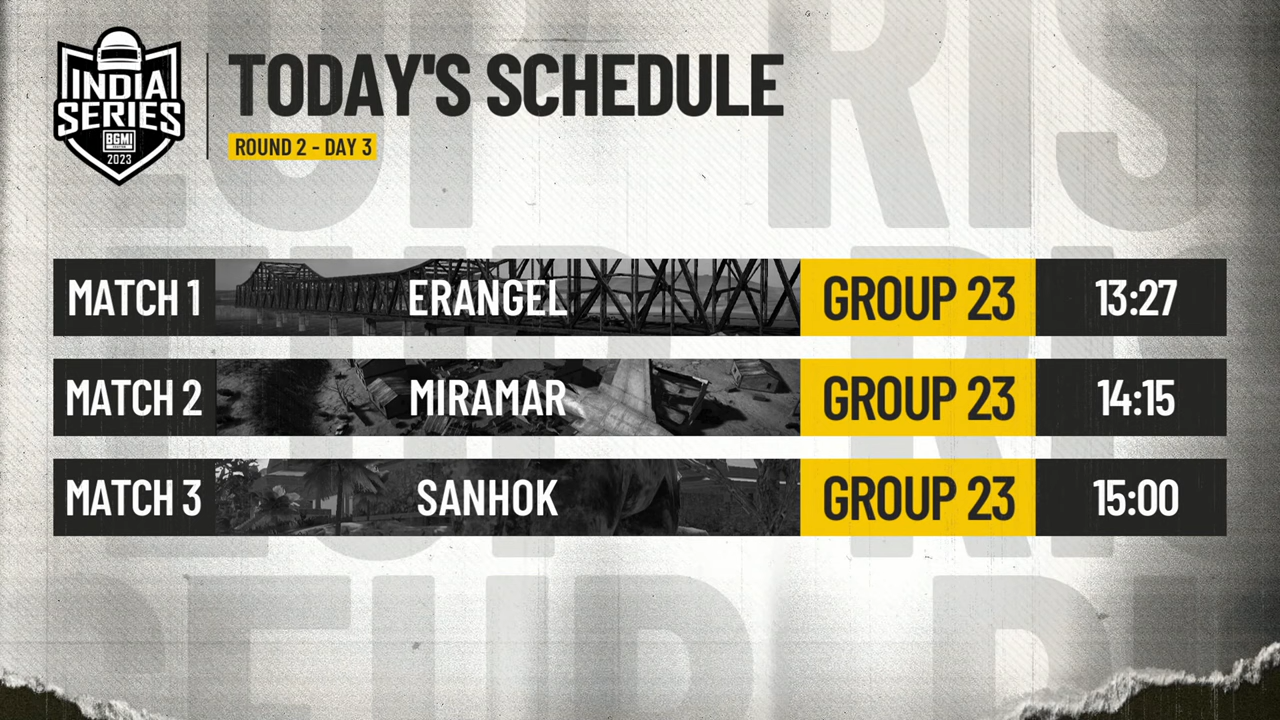 INDIA
SERIES
BGMI
2023
TODAY'S SCHEDULE
ROUND 2 - DAY 3
MATCH 1 ERANGEL GROUP 23 13:27
MATCH 2 MIRAMAR GROUP 23 14:15
MATCH 3 SANHOK GROUP 23 15:00